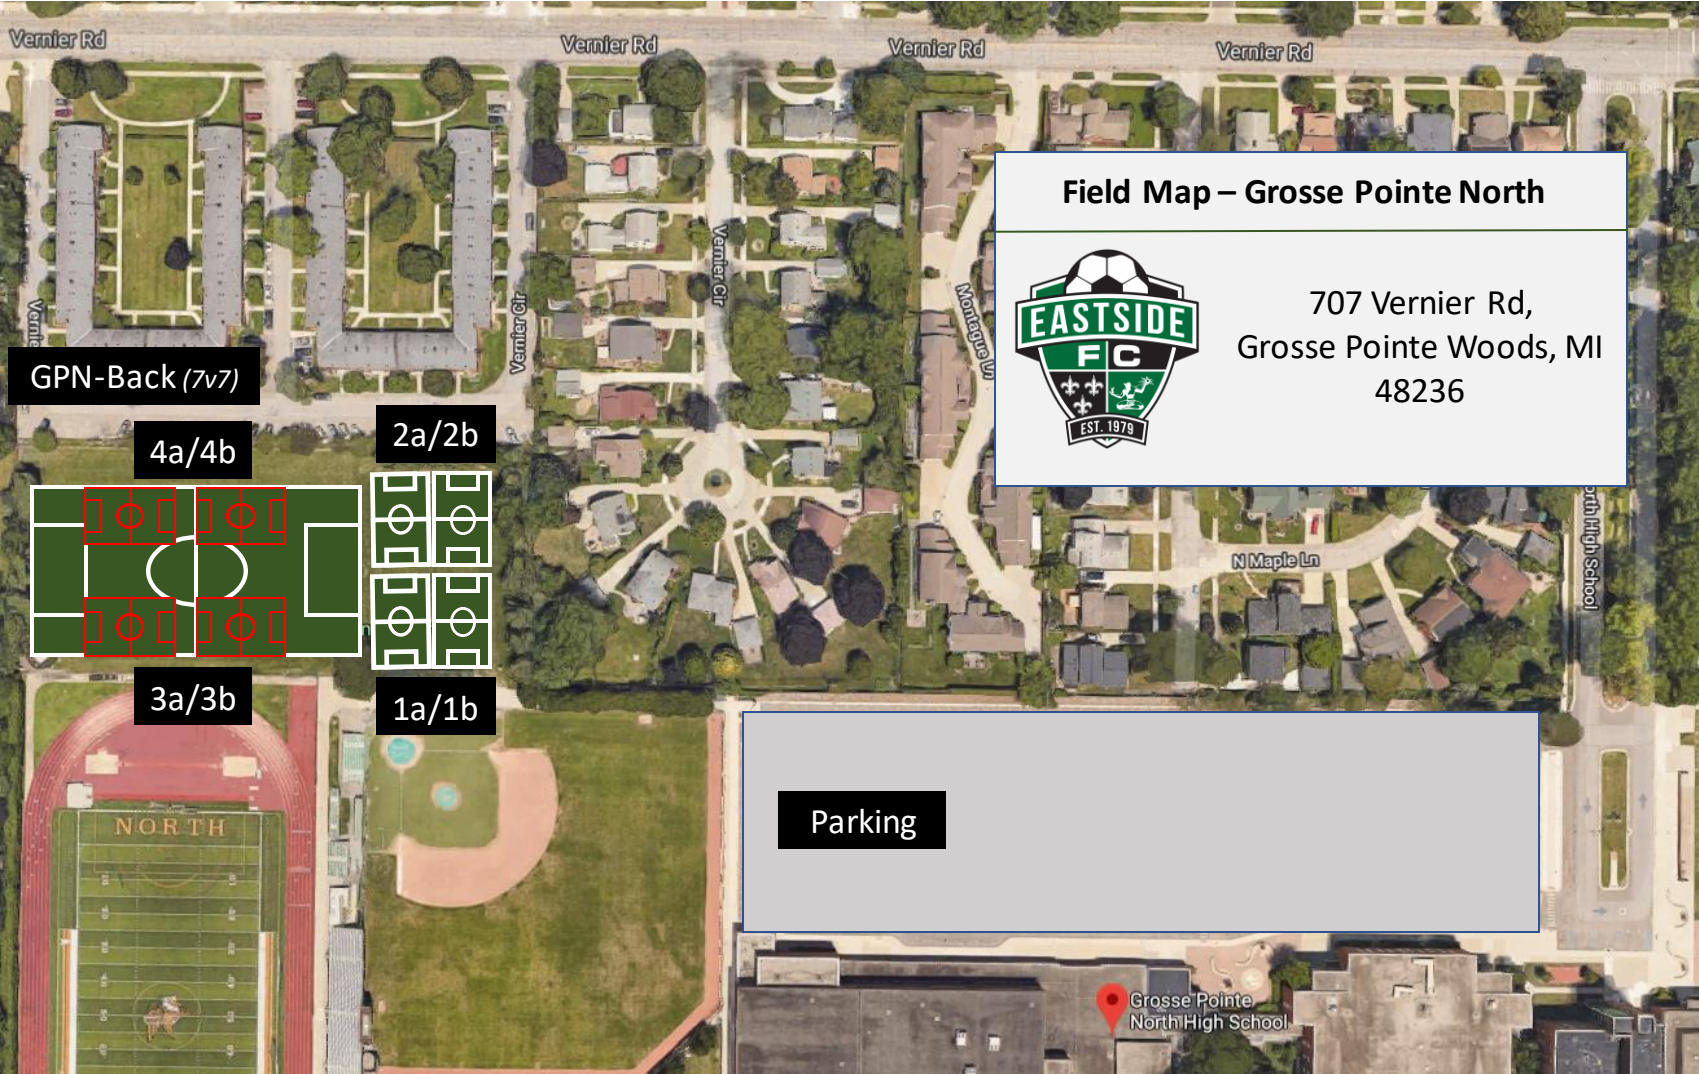 Vernier Rd
Vernier Rd
Vernier Rd
Vernier Rd
Field Map – Grosse Pointe North
EASTSIDE
FC
EST. 1979
707 Vernier Rd,
Grosse Pointe Woods, MI
48236
Vernie
Vernier Cir
Vernier Cir
Montague Ln
GPN-Back (7v7)
4a/4b
2a/2b
N Maple Ln
orth High School
3a/3b
1a/1b
Parking
NORTH
Grosse Pointe
North High School